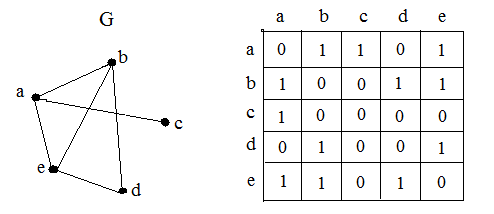 G
a
b
c
d
e
a b c d e
a 0 1 1 0 1
b 1 0 0 1 1
c 1 0 0 0 0
d 0 1 0 0 1
e 1 1 0 1 0